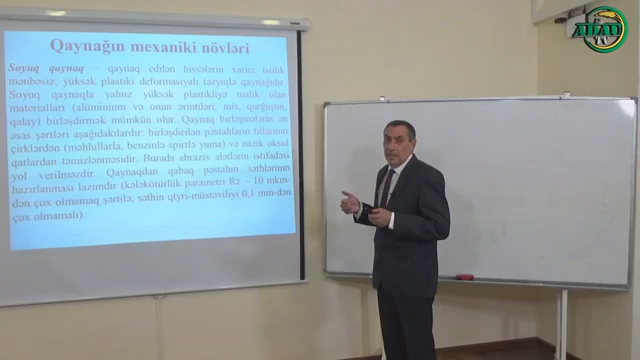 Qaynağın mexaniki növləri
Soyuq qaynaq – qaynaq edilən hissələrin xarici istilik
mənbəsiz, yüksək plastiki deformasiyalı təzyiqlə qaynağıdır.
Soyuq qaynaqla yalnız yüksək plastikliyə malik olan
materialları (alüminium və onun ərintiləri, mis, qurğuşun,
qalay) birləşdirmək mümkün olur. Qaynaq birləşmələrin ən
əsas şərtləri aşağıdakılardır: birləşdirilən pəstahların tillərinin
çirklərdən (məhlullarla, benzinlə spirtlə yuma) və nazik oksid
qatlardan təmizlənməsidir. Burada abraziv alətlərin istifadəsi
yol verilməzdir. Qaynaqdan qabaq pəstahın səthlərinin
hazırlanması lazımdır (kələkötürlük parametri Rz – 10 mkm-
dən çox olmamaq şərtilə; səthin qeyri-müstəviliyi 0,1 mm-dən
çox olmamalı).
ADAU
TV